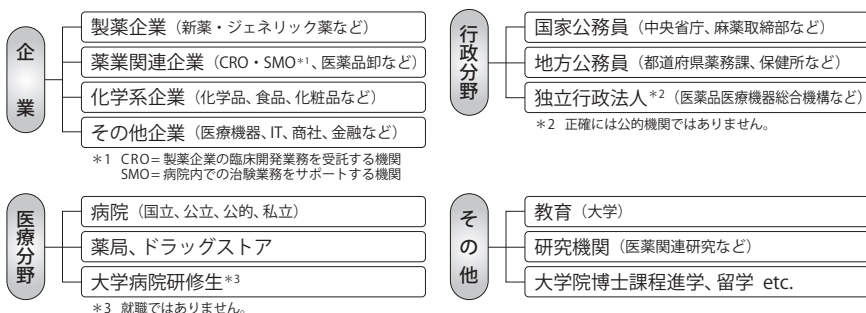 企業
製薬企業（新薬・ジェネリック薬など）
薬業関連企業（CRO・SMO*1、医薬品卸など）
化学系企業（化学品、食品、化粧品など）
その他企業（医療機器、IT、商社、金融など）
*1 CRO=製薬企業の臨床開発業務を受託する機関
SMO=病院内での治験業務をサポートする機関
行政分野
国家公務員（中央省庁、麻薬取締部など）
地方公務員（都道府県薬務課、保健所など）
独立行政法人*2（医薬品医療機器総合機構など）
*2 正確には公的機関ではありません。
医療分野
病院（国立、公立、公的、私立）
薬局、ドラッグストア
大学病院研修生*3
*3 就職ではありません。
その他
教育（大学）
研究機関（医薬関連研究など）
大学院博士課程進学、留学 etc.